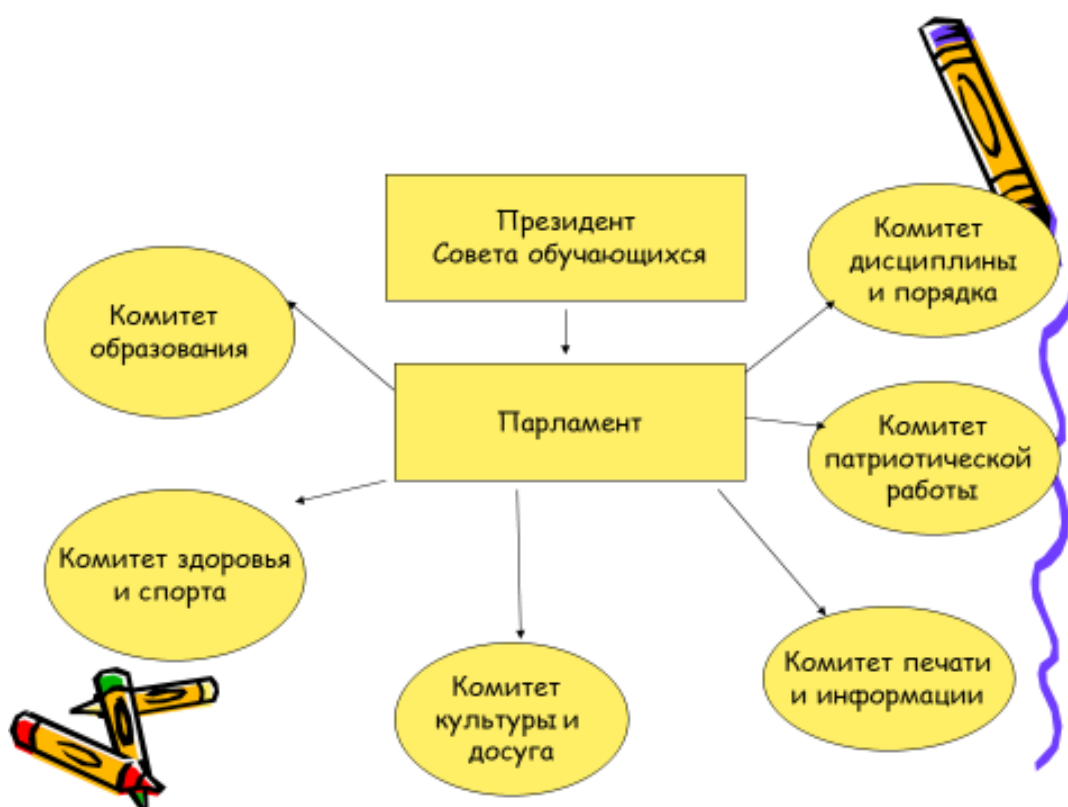 Президент
Совета обучающихся
Комитет
дисциплины
и порядка
Комитет
образования
Парламент
Комитет
патриотической
работы
Комитет здоровья
и спорта
Комитет
культуры и
досуга
Комитет печати
и информации